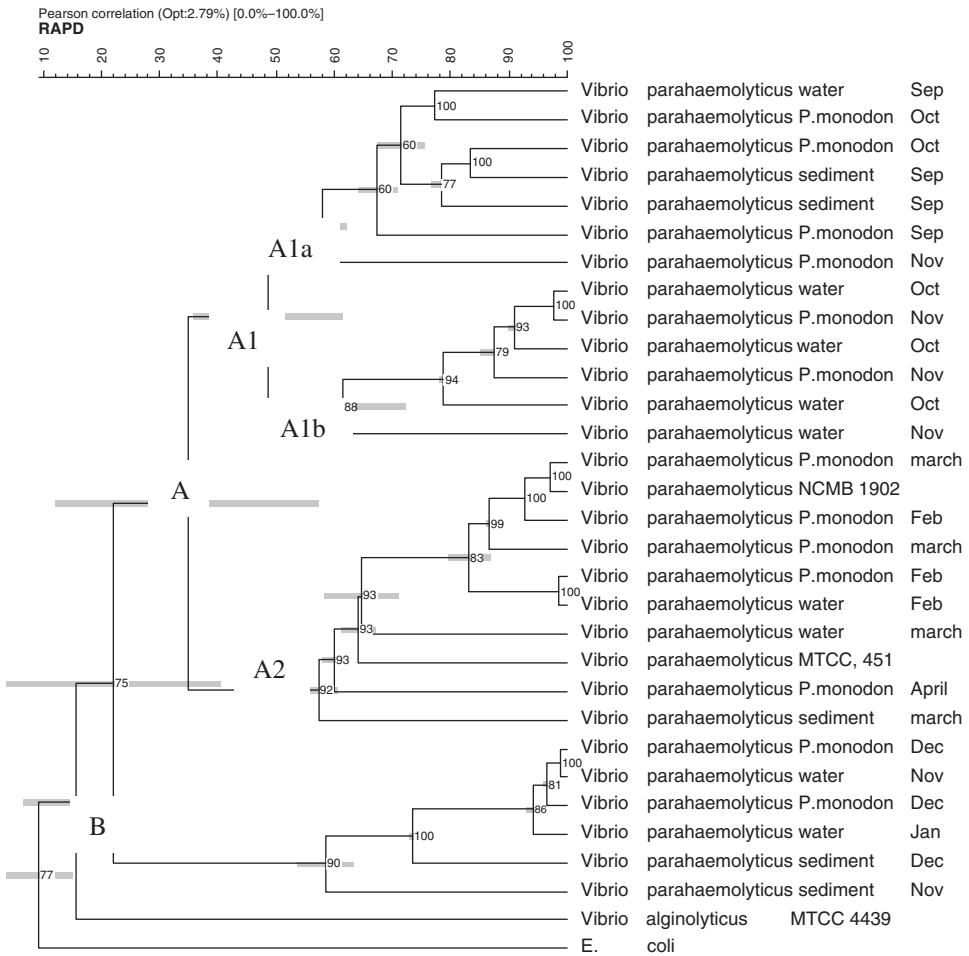 Pearson correlation (Opt:2.79%) [0.0%–100.0%]
RAPD
10 20 30 40 50 60 70 80 90 100
Vibrio parahaemolyticus water Sep
100
Vibrio parahaemolyticus P.monodon Oct
60
Vibrio parahaemolyticus P.monodon Oct
100
Vibrio parahaemolyticus sediment Sep
77
60
Vibrio parahaemolyticus sediment Sep
Vibrio parahaemolyticus P.monodon Sep
A1a
Vibrio parahaemolyticus P.monodon Nov
Vibrio parahaemolyticus water Oct
100
Vibrio parahaemolyticus P.monodon Nov
93
A1
Vibrio parahaemolyticus water Oct
79
Vibrio parahaemolyticus P.monodon Nov
94
Vibrio parahaemolyticus water Oct
88
A1b
Vibrio parahaemolyticus water Nov
Vibrio parahaemolyticus P.monodon march
100
Vibrio parahaemolyticus NCMB 1902
A
100
Vibrio parahaemolyticus P.monodon Feb
99
Vibrio parahaemolyticus P.monodon march
83
Vibrio parahaemolyticus P.monodon Feb
100
93
Vibrio parahaemolyticus water Feb
93
Vibrio parahaemolyticus water march
93
Vibrio parahaemolyticus MTCC, 451
A2
75
92
Vibrio parahaemolyticus P.monodon April
Vibrio parahaemolyticus sediment march
Vibrio parahaemolyticus P.monodon Dec
100
Vibrio parahaemolyticus water Nov
81
Vibrio parahaemolyticus P.monodon Dec
86
B
Vibrio parahaemolyticus water Jan
100
Vibrio parahaemolyticus sediment Dec
90
77
Vibrio parahaemolyticus sediment Nov
Vibrio alginolyticus MTCC 4439
E. coli